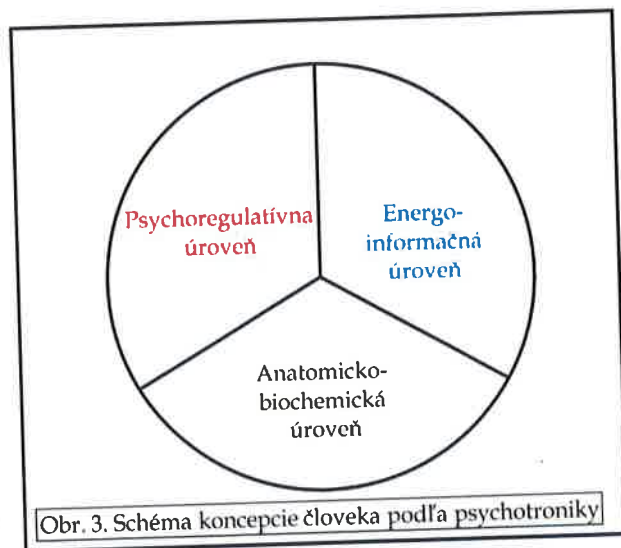 Psychoregulatívna
úroveň
Energo-
informačná
úroveň
Anatomicko-
biochemická
úroveň
Obr. 3. Schéma koncepcie človeka podľa psychotroniky